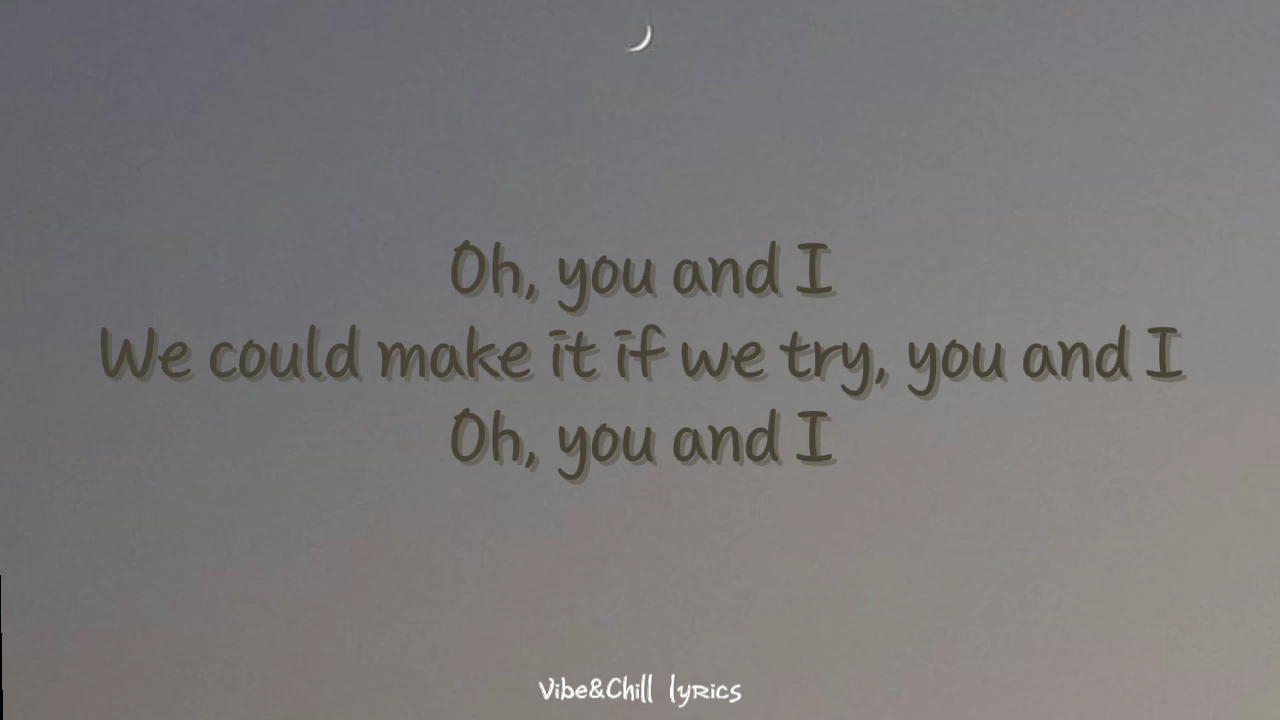 Oh, you and I
We could make it if we try, you and I
Oh, you and I
Vibe&Chill lyrics